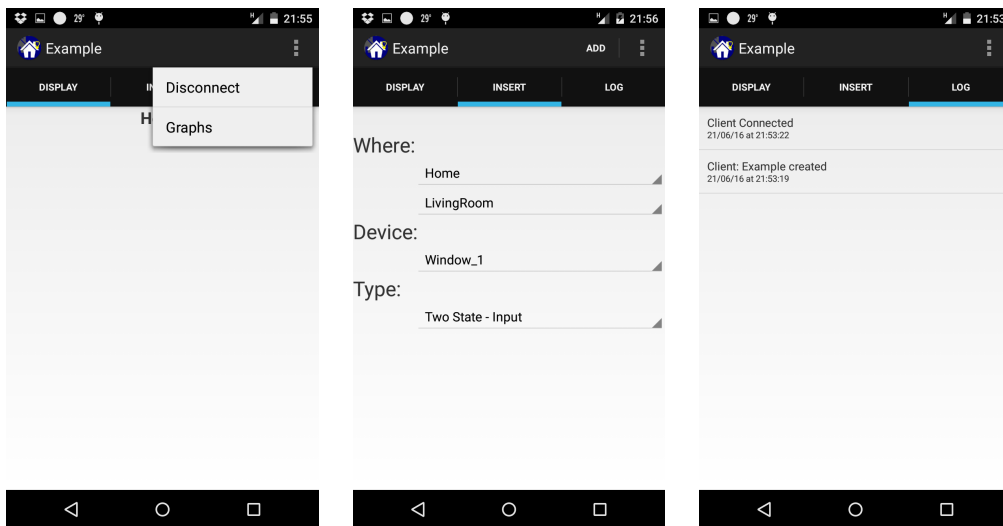 29° H 21:55
Example
DISPLAY
Disconnect
Graphs
29° H 21:56
Example ADD
DISPLAY INSERT LOG
Where:
Home
LivingRoom
Device:
Window_1
Type:
Two State - Input
29° H 21:53
Example
DISPLAY INSERT LOG
Client Connected
21/06/16 at 21:53:22
Client: Example created
21/06/16 at 21:53:19